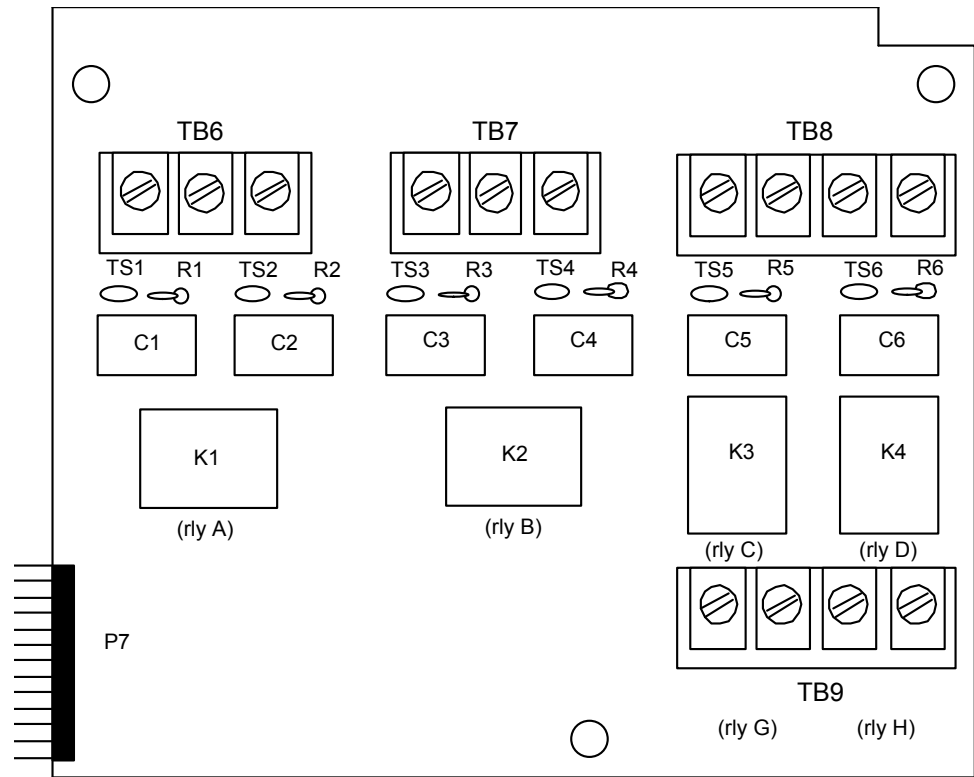 TB6 TB7 TB8
TS1 R1 TS2 R2 TS3 R3 TS4 R4 TS5 R5 TS6 R6
C1 C2 C3 C4 C5 C6
K1 K2 K3 K4
(rly A) (rly B) (rly C) (rly D)
P7
TB9
(rly G) (rly H)